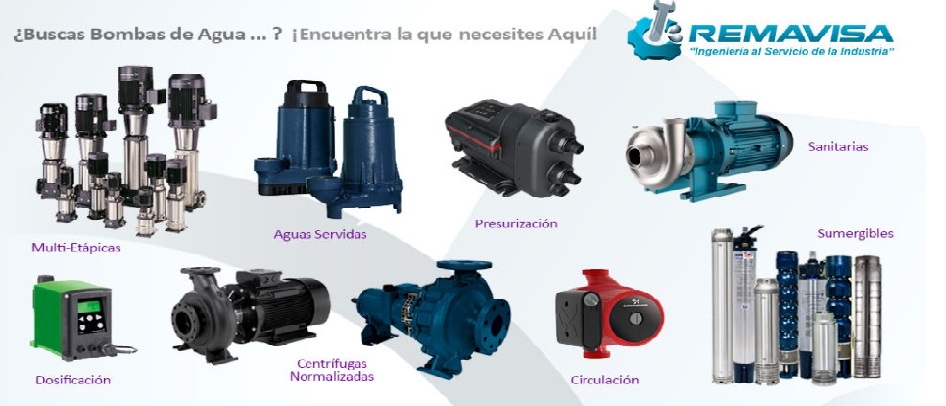 ¿Buscas Bombas de Agua ... ? ¡Encuentra la que necesites Aquí!
REMAVISA
"Ingeniería al Servicio de la Industria"
Sanitarias
Presurización
Aguas Servidas
Multi-Etápicas
Sumergibles
Dosificación
Centrífugas
Normalizadas
Circulación